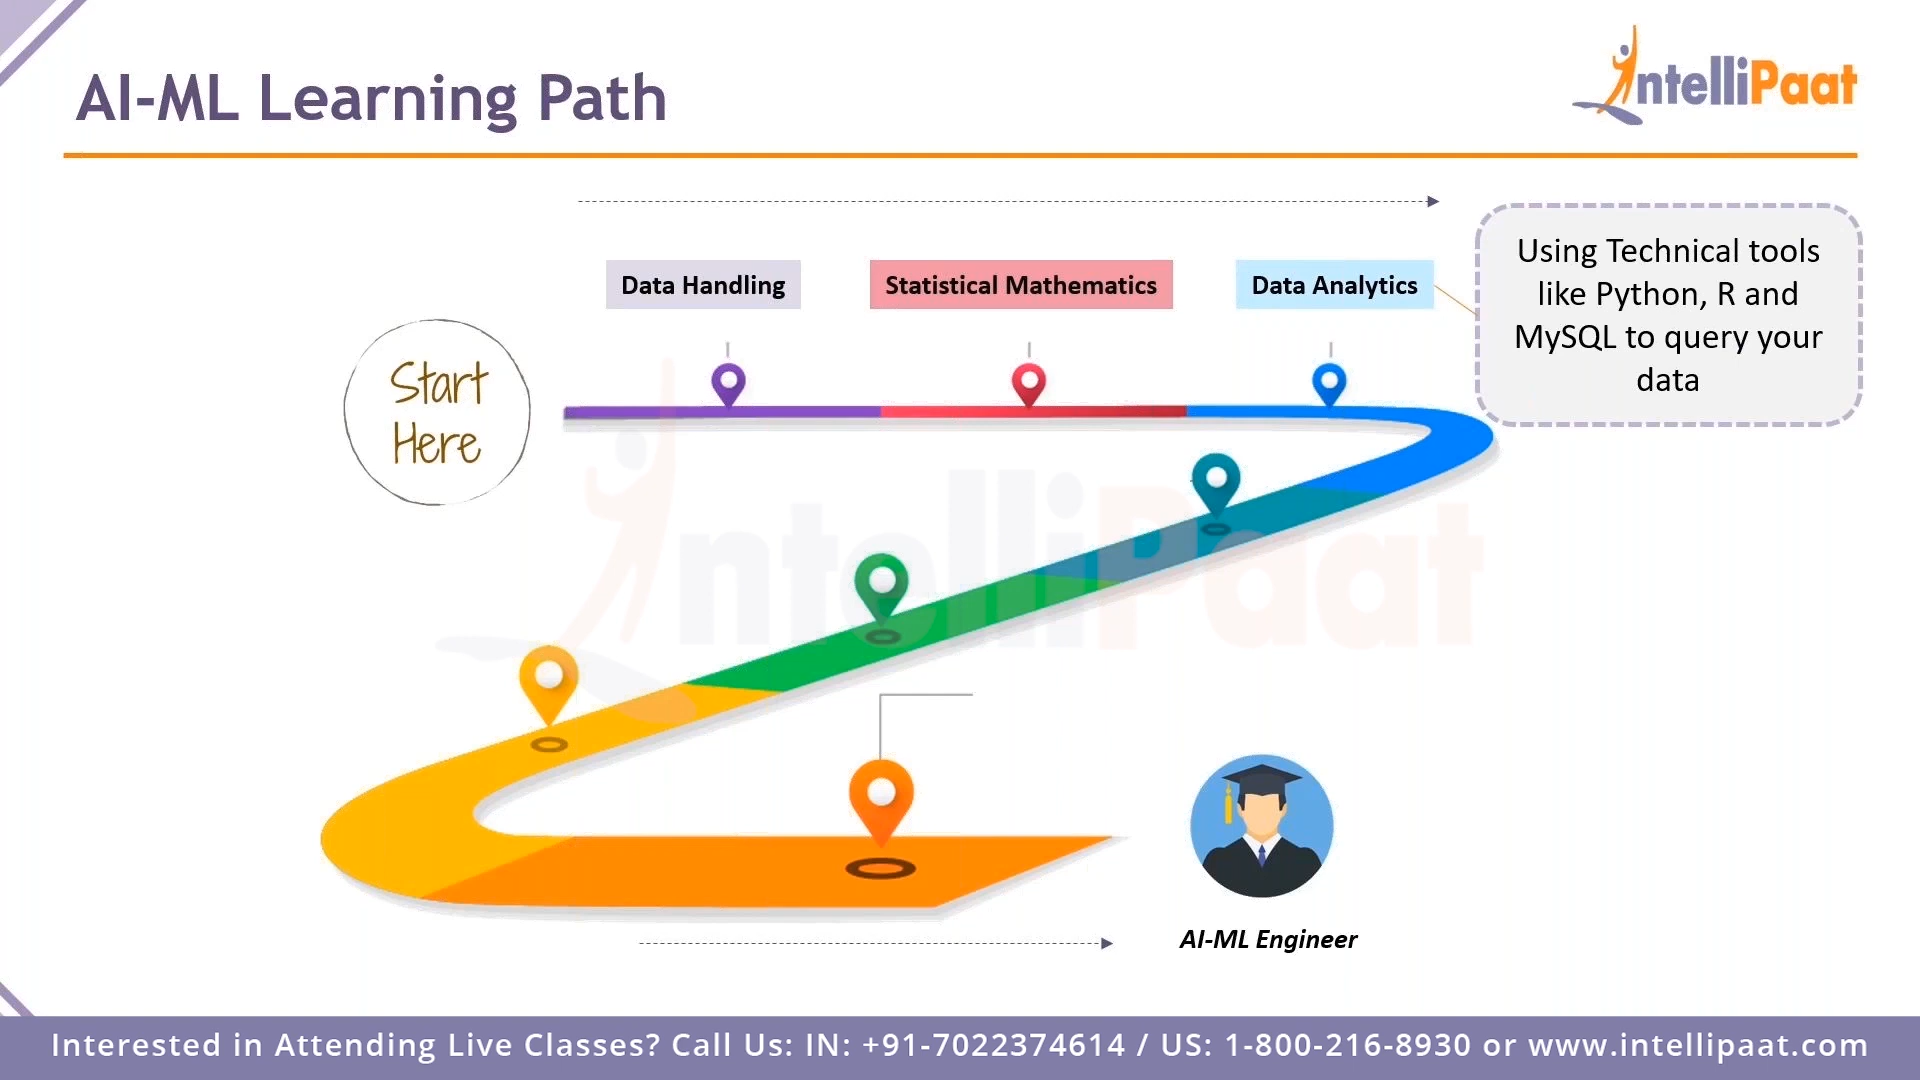 AI-ML Learning Path
IntelliPaat
Data Handling
Statistical Mathematics
Data Analytics
Using Technical tools
like Python, R and
MySQL to query your
data
Start
Here
IntelliPaat
AI-ML Engineer
Interested in Attending Live Classes? Call Us: IN: +91-7022374614 / US: 1-800-216-8930 or www.intellipaat.com